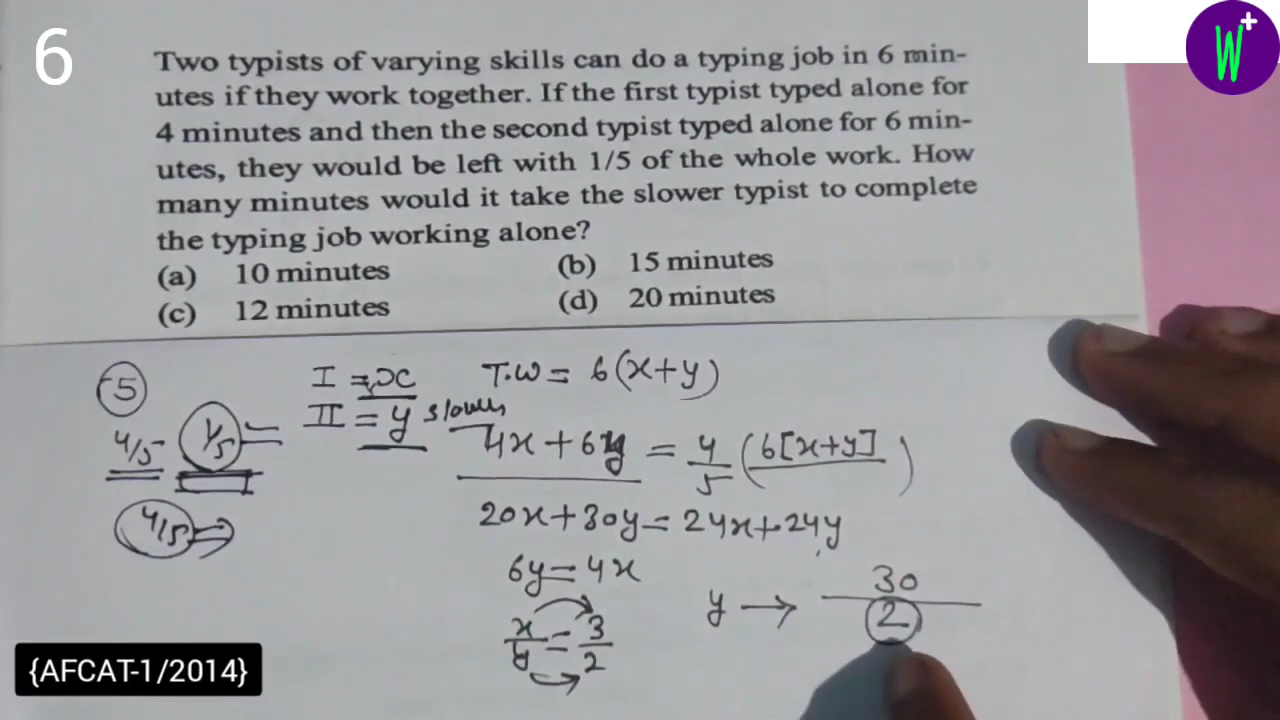 6
W+
Two typists of varying skills can do a typing job in 6 min-
utes if they work together. If the first typist typed alone for
4 minutes and then the second typist typed alone for 6 min-
utes, they would be left with 1/5 of the whole work. How
many minutes would it take the slower typist to complete
the typing job working alone?
(a) 10 minutes (b) 15 minutes
(c) 12 minutes (d) 20 minutes
5
4/5 1/5 =
4/5 ⇒
I = x
II = y slower
T.W = 6(x+y)
4x + 6y = 4/5 (6[x+y])
20x + 30y = 24x + 24y
6y = 4x
x/y = 3/2
y → 30/2
{AFCAT-1/2014}